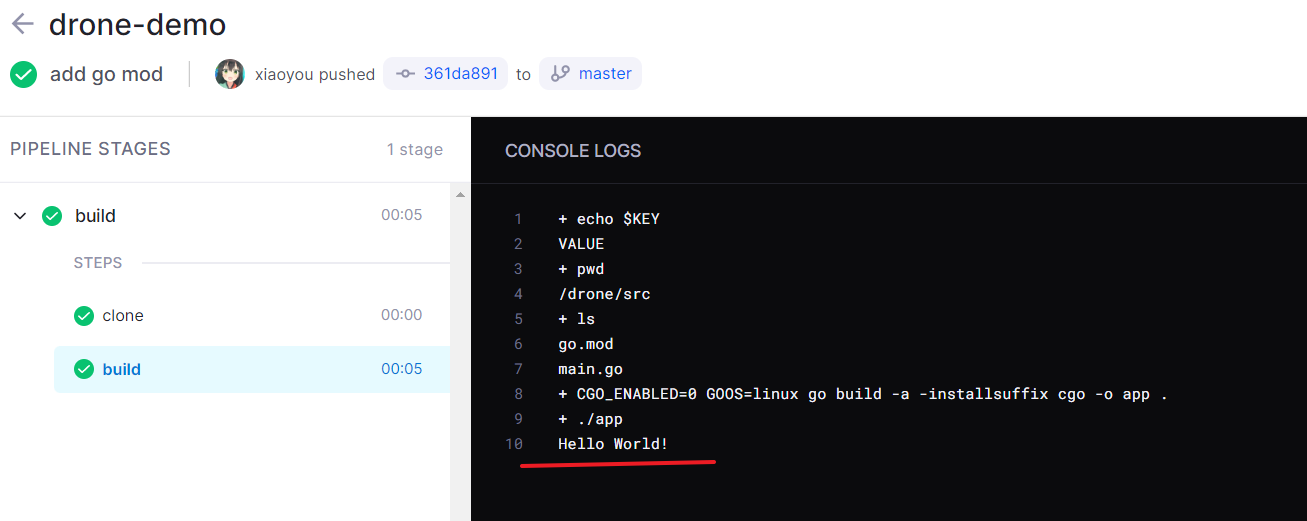 drone-demo
add go mod xiaoyou pushed 361da891 to master
PIPELINE STAGES 1 stage
build 00:05
STEPS
clone 00:00
build 00:05
CONSOLE LOGS
1 + echo $KEY
2 VALUE
3 + pwd
4 /drone/src
5 + ls
6 go.mod
7 main.go
8 + CGO_ENABLED=0 GOOS=linux go build -a -installsuffix cgo -o app .
9 + ./app
10 Hello World!